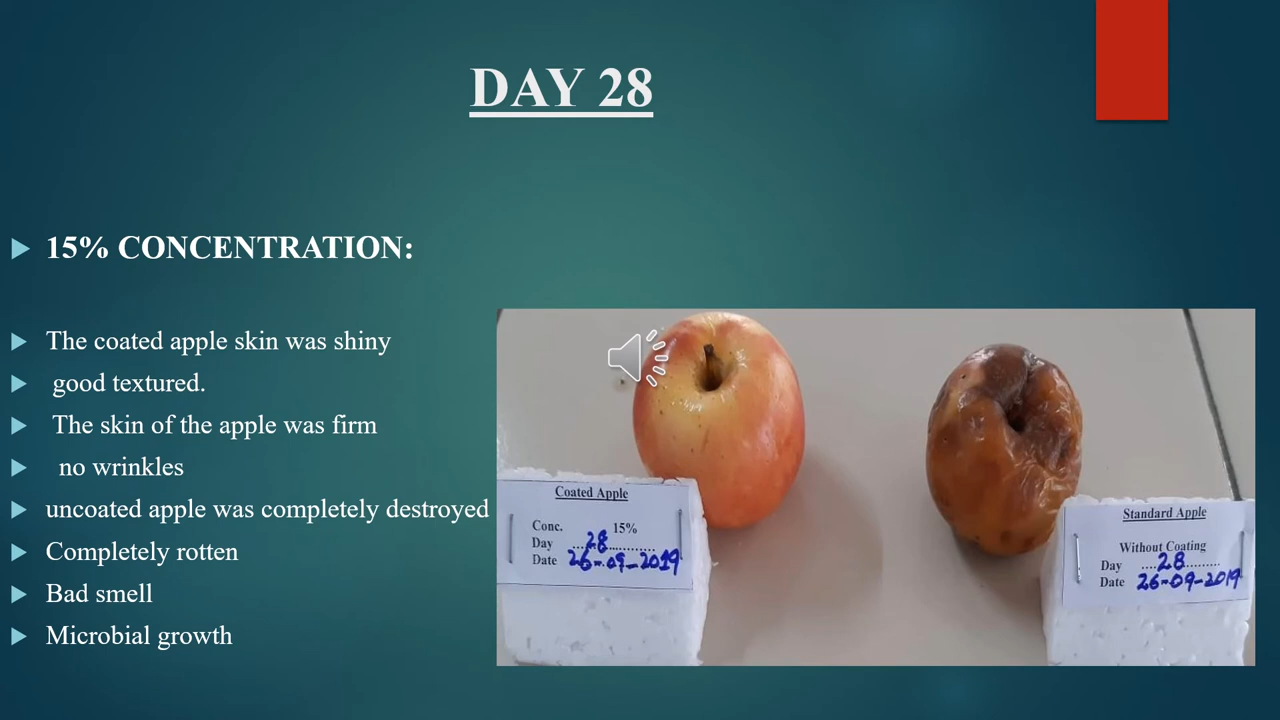 DAY 28
15% CONCENTRATION:
The coated apple skin was shiny
good textured.
The skin of the apple was firm
no wrinkles
uncoated apple was completely destroyed
Completely rotten
Bad smell
Microbial growth
Coated Apple
Conc. 15%
Day ...28............
Date 26-09-2019
Standard Apple
Without Coating
Day ....28.........
Date 26-09-2019